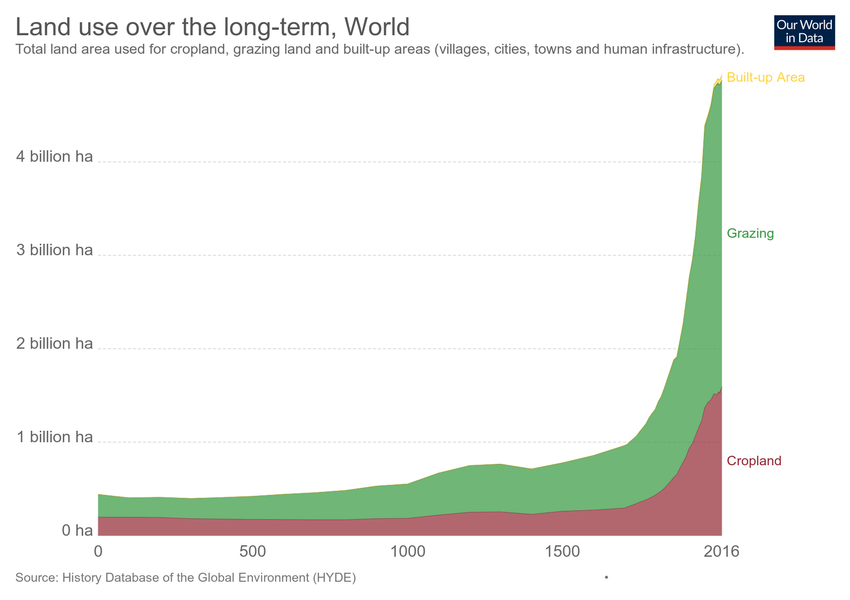 Land use over the long-term, World
Total land area used for cropland, grazing land and built-up areas (villages, cities, towns and human infrastructure).
Our World
in Data
Built-up Area
4 billion ha
Grazing
3 billion ha
2 billion ha
1 billion ha
Cropland
0 ha
0 500 1000 1500 2016
Source: History Database of the Global Environment (HYDE)